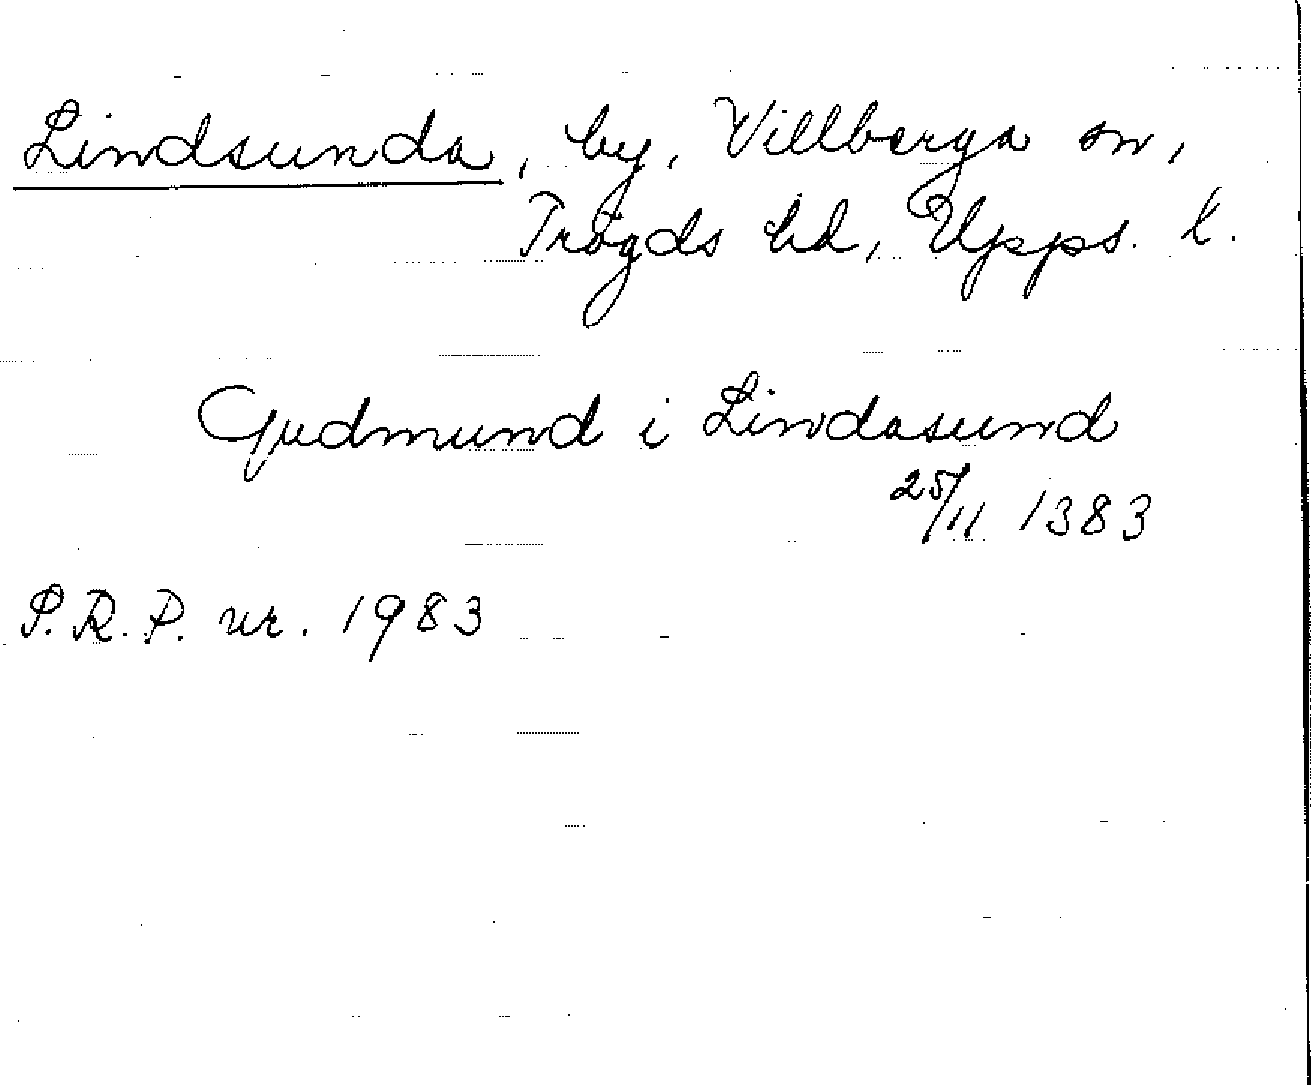 Lindsunda, by, Villberga sn,
Trögds hd, Upps. l.
Gudmund i Lindasund
25/11 1383
S.R.P. nr. 1983